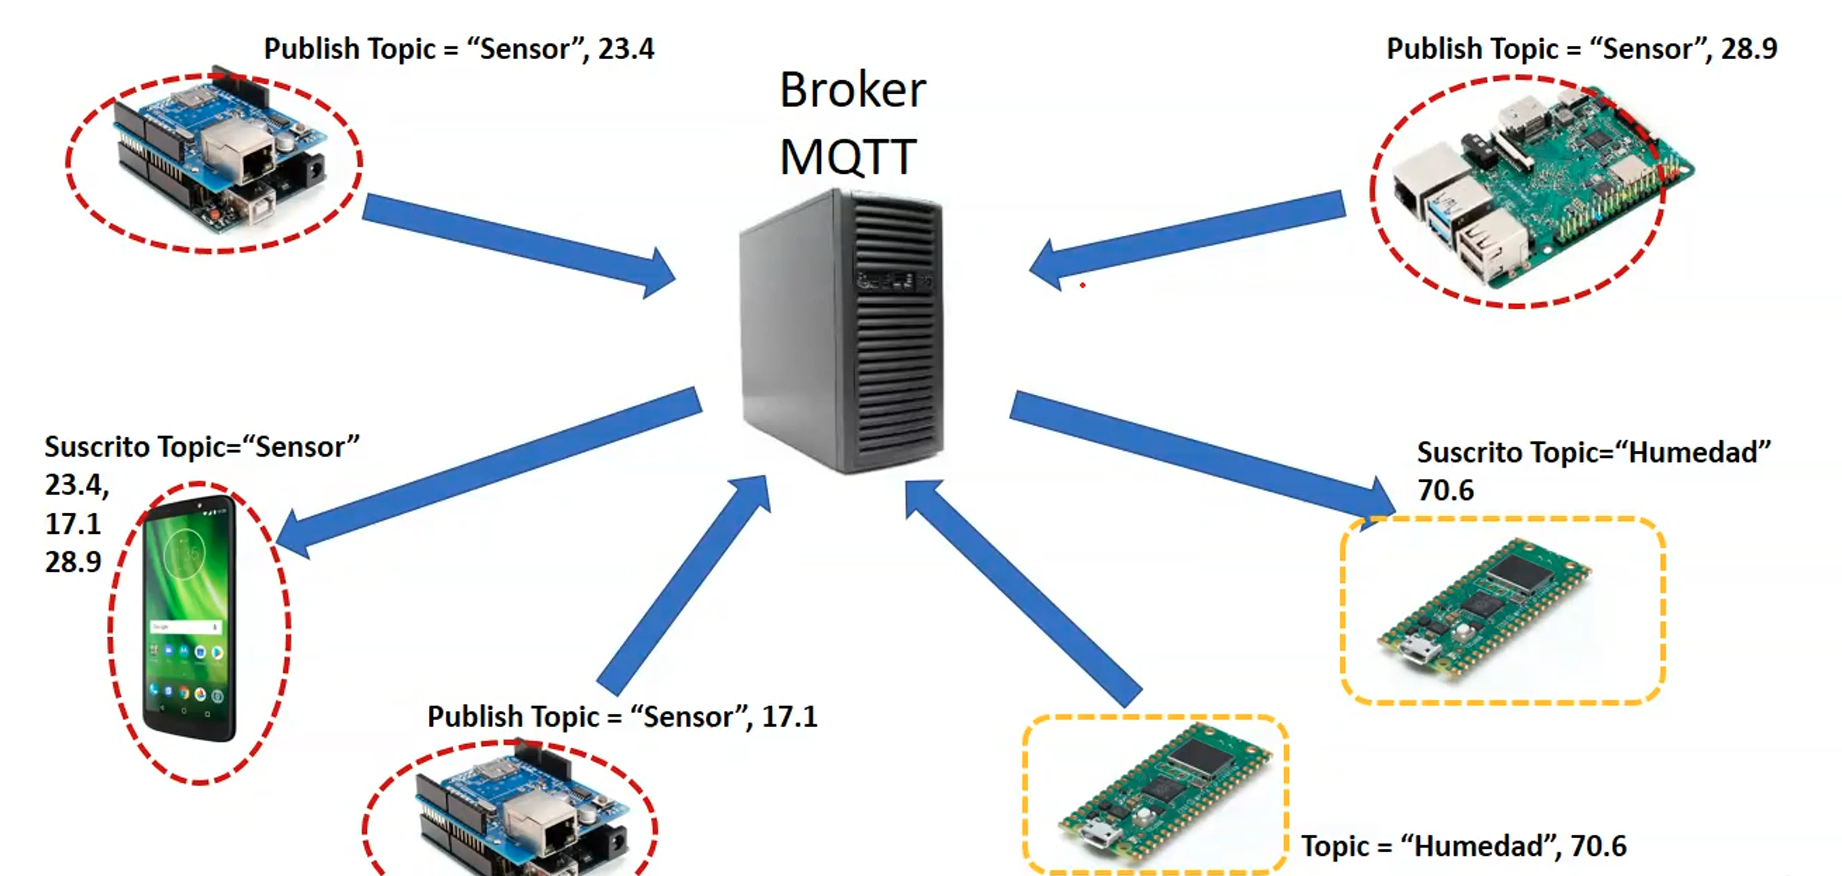 Publish Topic = “Sensor”, 23.4
Publish Topic = “Sensor”, 28.9
Broker
MQTT
Suscrito Topic=“Sensor”
23.4,
17.1
28.9
Suscrito Topic=“Humedad”
70.6
Publish Topic = “Sensor”, 17.1
Topic = “Humedad”, 70.6